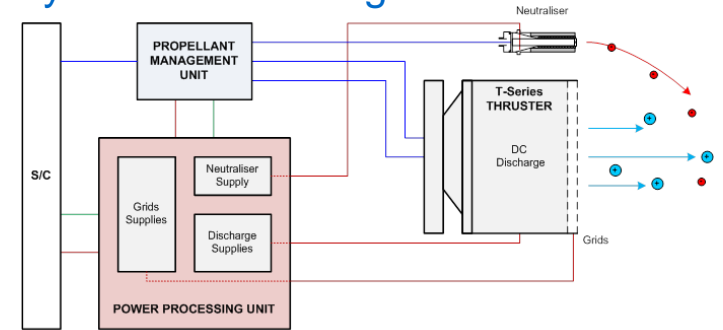 Neutraliser
PROPELLANT
MANAGEMENT
UNIT
T-Series
THRUSTER
DC
Discharge
S/C
Neutraliser
Supply
Grids
Supplies
Discharge
Supplies
Grids
POWER PROCESSING UNIT